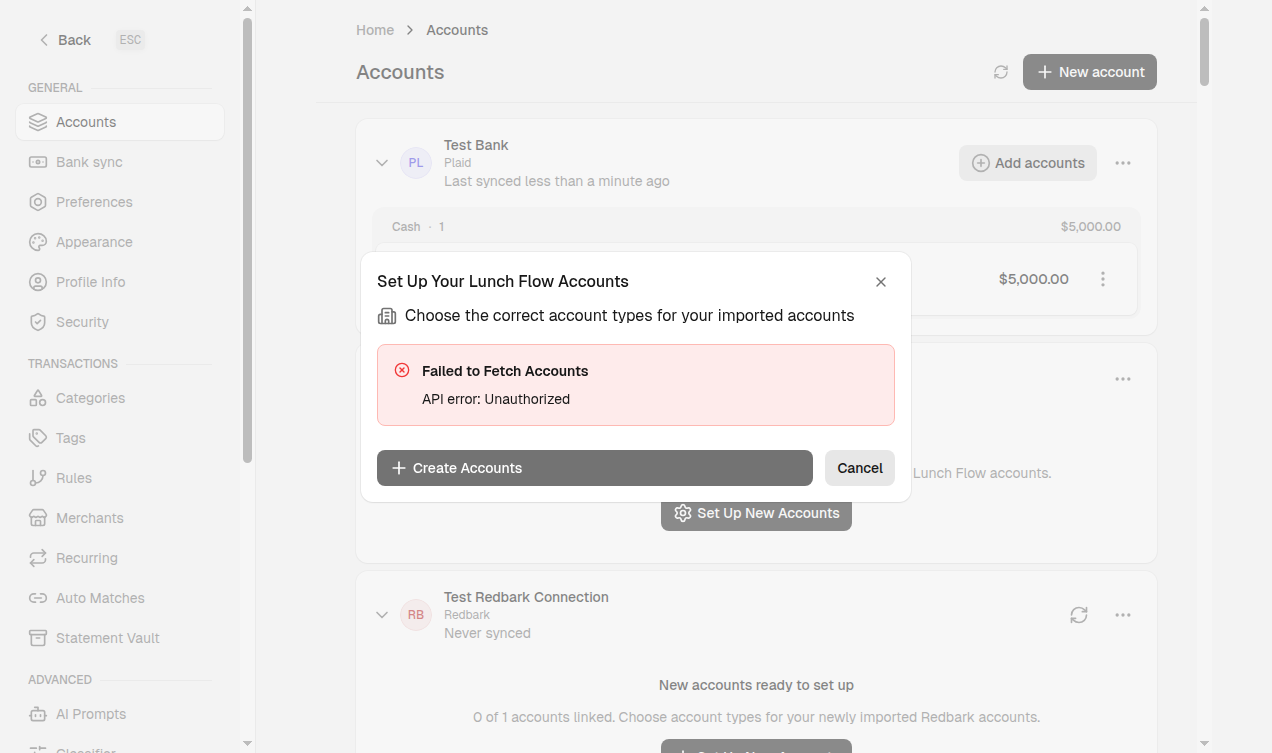 Back
ESC
GENERAL
Accounts
Bank sync
Preferences
Appearance
Profile Info
Security
TRANSACTIONS
Categories
Tags
Rules
Merchants
Recurring
Auto Matches
Statement Vault
ADVANCED
AI Prompts
Home
Accounts
Accounts
New account
Test Bank
PL
Plaid
Last synced less than a minute ago
Add accounts
Cash · 1
$5,000.00
$5,000.00
Set Up Your Lunch Flow Accounts
Choose the correct account types for your imported accounts
Failed to Fetch Accounts
API error: Unauthorized
Create Accounts
Cancel
Lunch Flow accounts.
Set Up New Accounts
Test Redbark Connection
RB
Redbark
Never synced
New accounts ready to set up
0 of 1 accounts linked. Choose account types for your newly imported Redbark accounts.